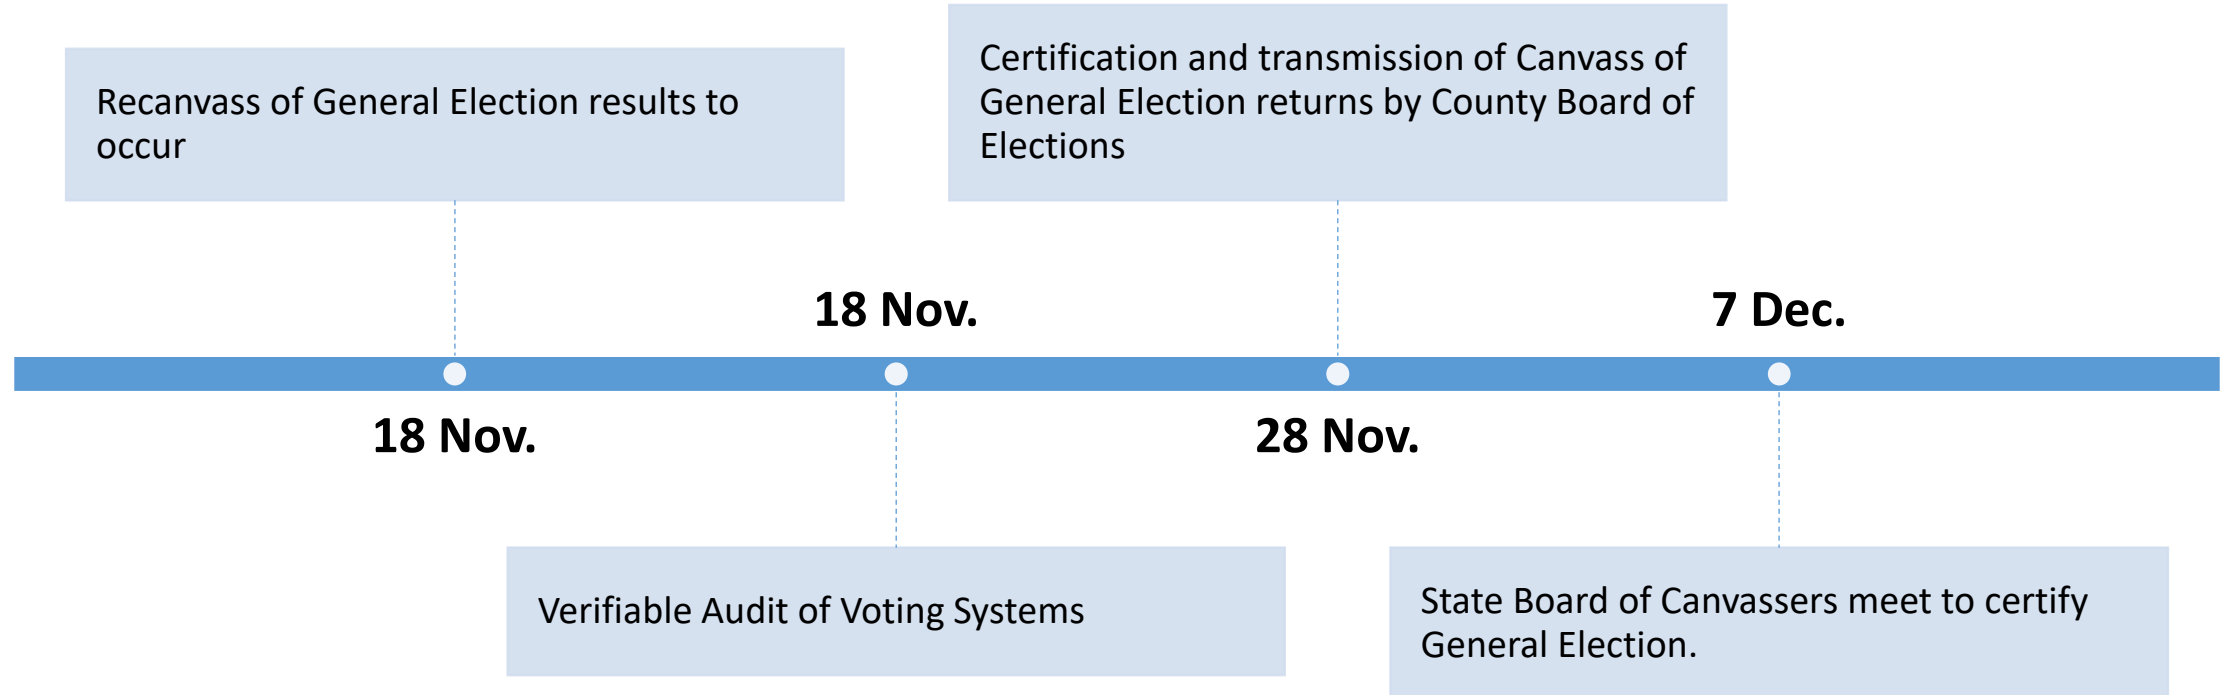 Recanvass of General Election results to
occur
18 Nov.
18 Nov.
Verifiable Audit of Voting Systems
Certification and transmission of Canvass of
General Election returns by County Board of
Elections
28 Nov.
7 Dec.
State Board of Canvassers meet to certify
General Election.